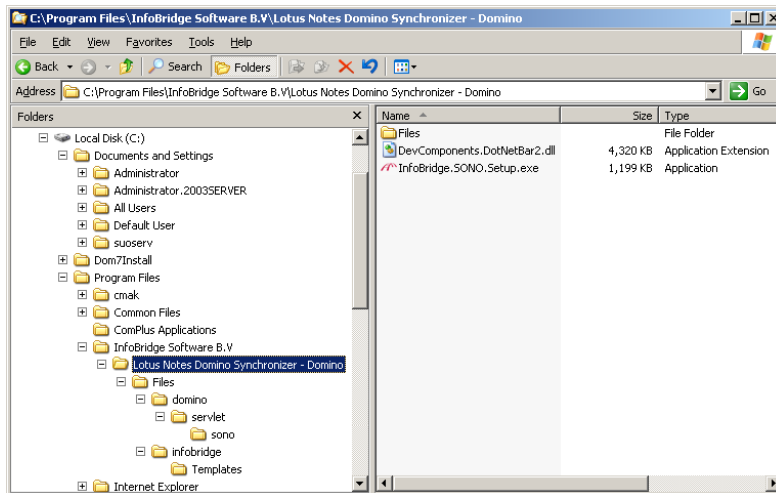 C:\Program Files\InfoBridge Software B.V\Lotus Notes Domino Synchronizer - Domino
File Edit View Favorites Tools Help
Back Search Folders
Address C:\Program Files\InfoBridge Software B.V\Lotus Notes Domino Synchronizer - Domino Go
Folders
Local Disk (C:)
Documents and Settings
Administrator
Administrator.2003SERVER
All Users
Default User
suoserv
Dom7Install
Program Files
cmak
Common Files
ComPlus Applications
InfoBridge Software B.V
Lotus Notes Domino Synchronizer - Domino
Files
domino
servlet
sono
infobridge
Templates
Internet Explorer
Name Size Type
Files File Folder
DevComponents.DotNetBar2.dll 4,320 KB Application Extension
InfoBridge.SONO.Setup.exe 1,199 KB Application